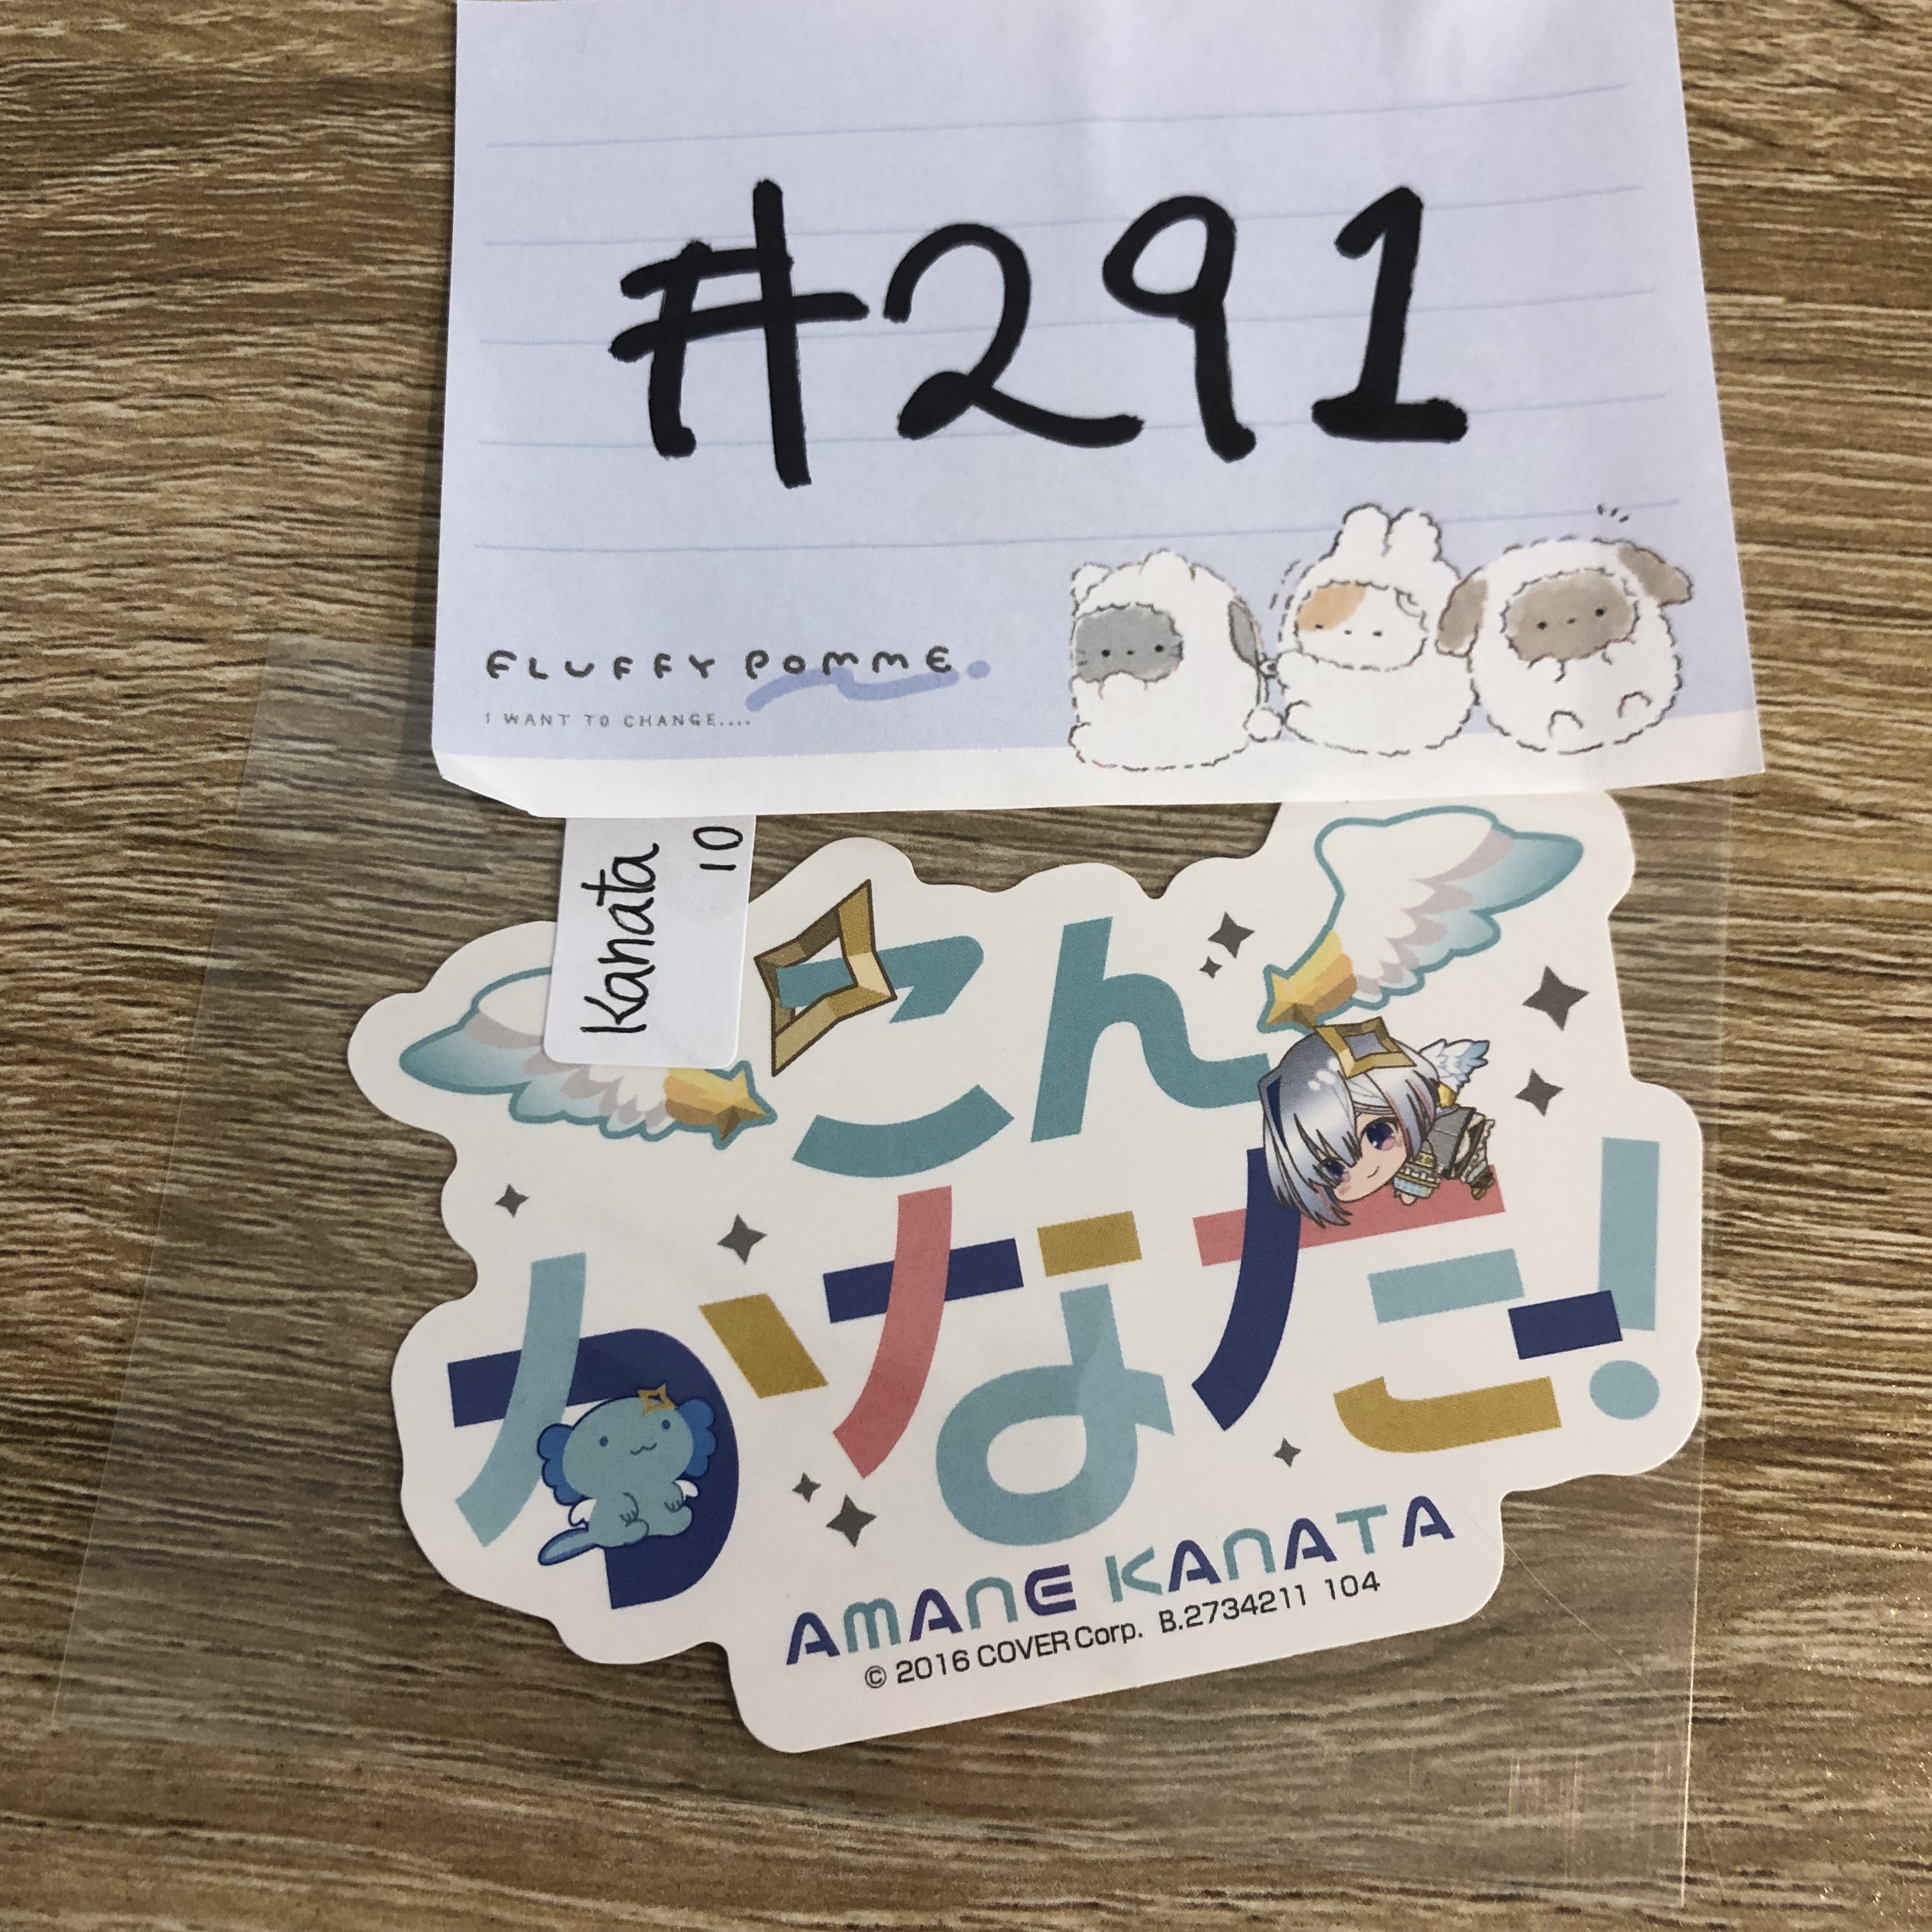 #291
FLUFFY POMME.
I WANT TO CHANGE....
Kanata
10
こん
かなた!
AMANE KANATA
© 2016 COVER Corp. B.2734211 104